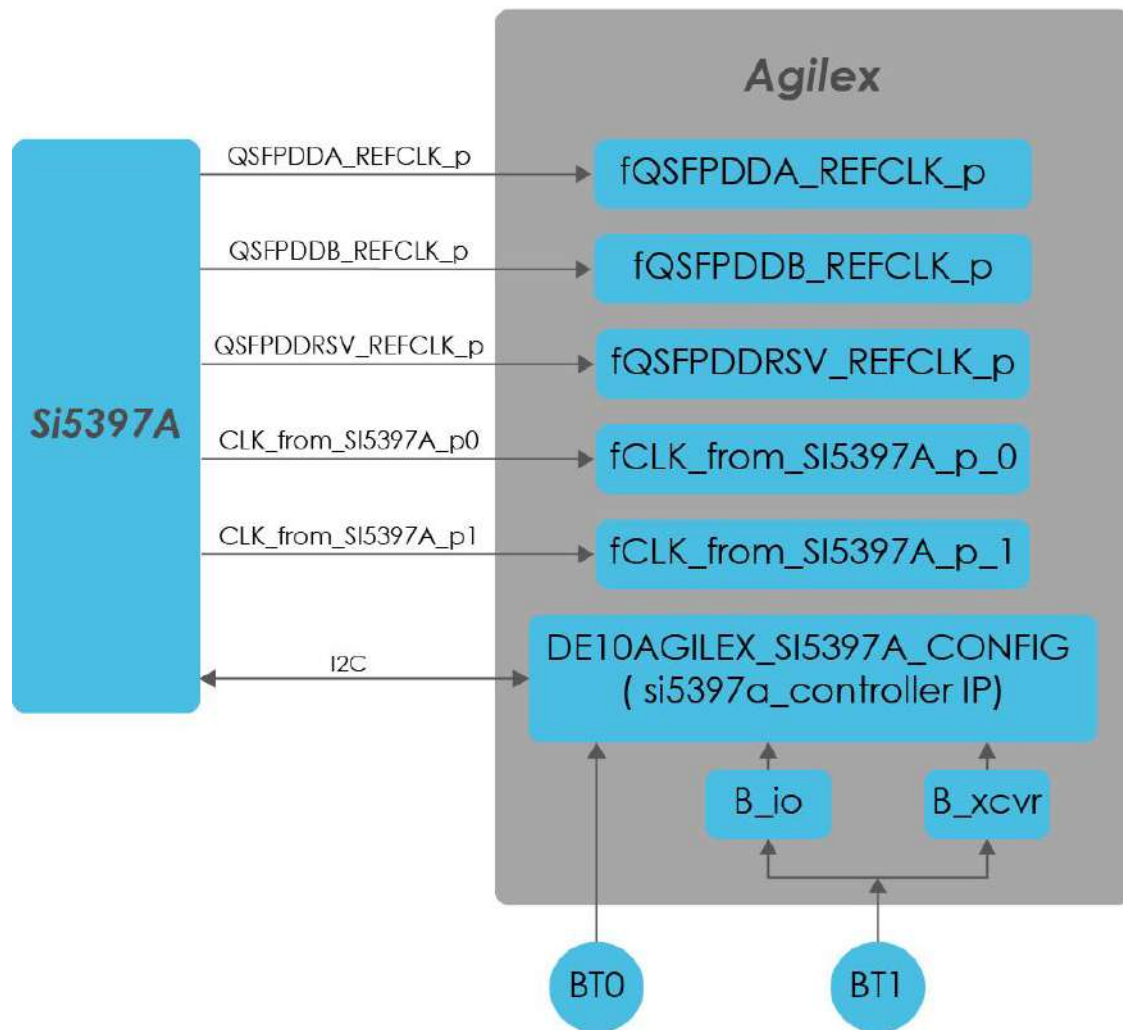 Agilex
QSFPDDA_REFCLK_p
fQSFPDDA_REFCLK_p
QSFPDDB_REFCLK_p
fQSFPDDB_REFCLK_p
QSFPDDRSV_REFCLK_p
fQSFPDDRSV_REFCLK_p
Si5397A
CLK_from_SI5397A_p0
fCLK_from_SI5397A_p_0
CLK_from_SI5397A_p1
fCLK_from_SI5397A_p_1
I2C
DE10AGILEX_SI5397A_CONFIG
( si5397a_controller IP)
B_io
B_xcvr
BT0
BT1